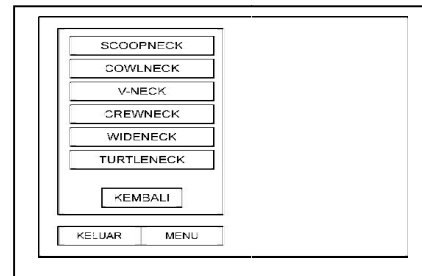 SCOOPNECK
COWLNECK
V-NECK
CREWNECK
WIDENECK
TURTLENECK
KEMBALI
KELUAR MENU